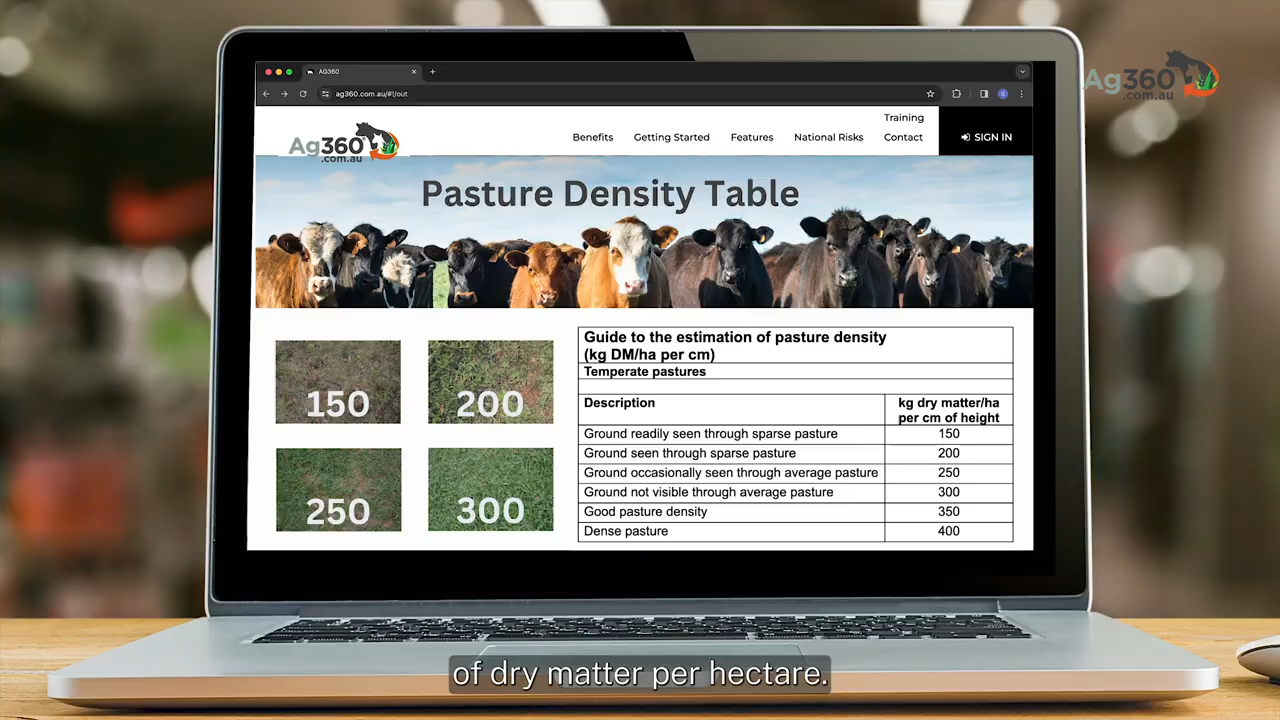 AG360
ag360.com.au/#!/out
Ag360
.com.au
Training
Benefits
Getting Started
Features
National Risks
Contact
SIGN IN
Ag360
.com.au
Pasture Density Table
150
200
250
300
Guide to the estimation of pasture density
(kg DM/ha per cm)
Temperate pastures
Description
kg dry matter/ha
per cm of height
Ground readily seen through sparse pasture 150
Ground seen through sparse pasture 200
Ground occasionally seen through average pasture 250
Ground not visible through average pasture 300
Good pasture density 350
Dense pasture 400
of dry matter per hectare.